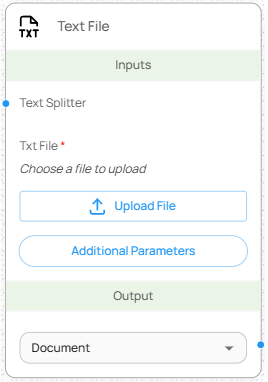 TXT
Text File
Inputs
Text Splitter
Txt File *
Choose a file to upload
Upload File
Additional Parameters
Output
Document